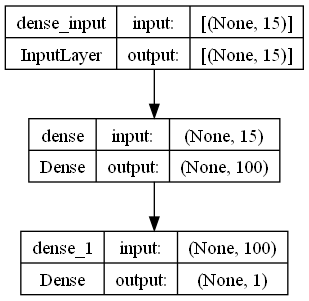 dense_input input: [(None, 15)]
InputLayer output: [(None, 15)]
dense input: (None, 15)
Dense output: (None, 100)
dense_1 input: (None, 100)
Dense output: (None, 1)